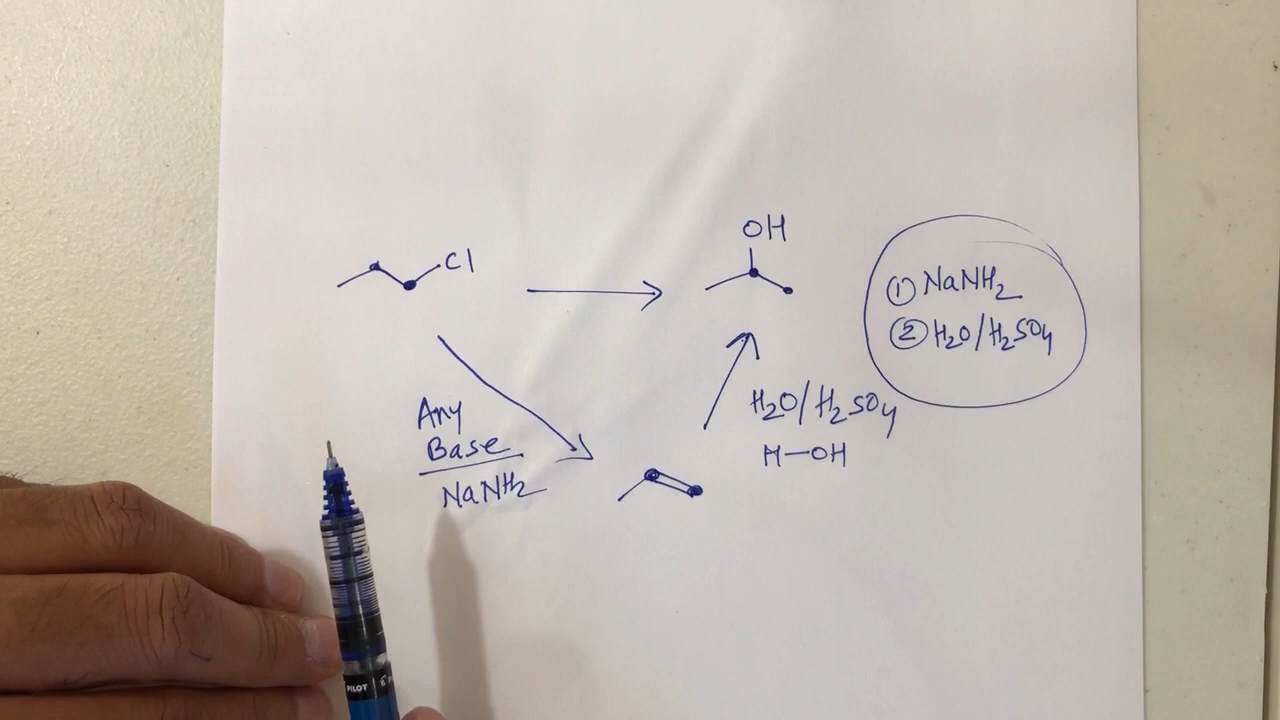 Cl
OH
① NaNH2
② H2O/H2SO4
Any
Base
NaNH2
H2O/H2SO4
H—OH
PILOT